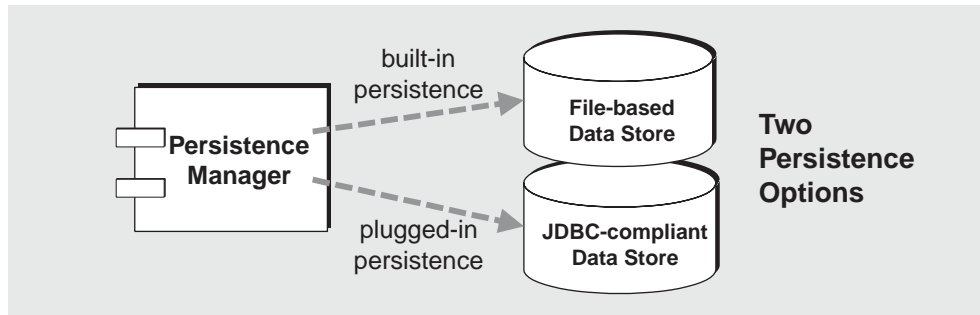 built-in
persistence
Persistence
Manager
File-based
Data Store
Two
Persistence
Options
plugged-in
persistence
JDBC-compliant
Data Store